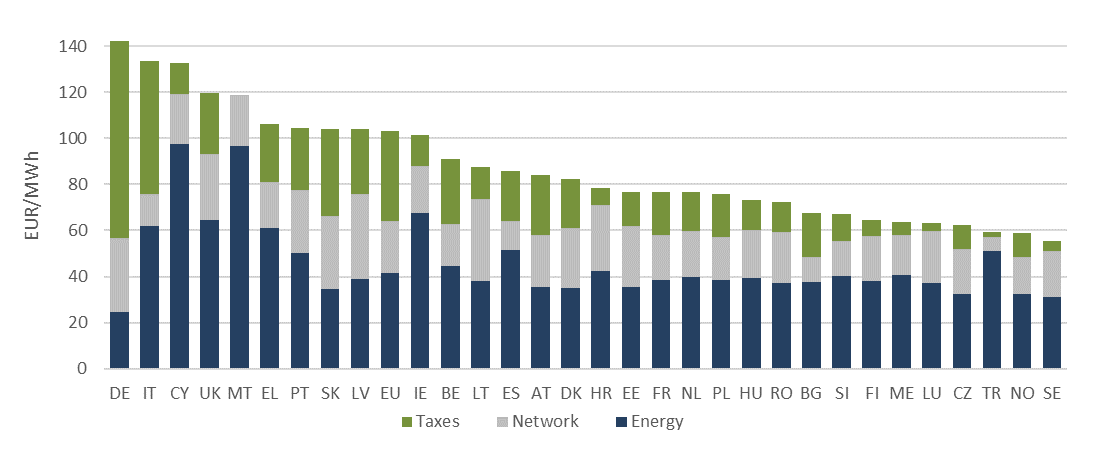 EUR/MWh
140
120
100
80
60
40
20
0
DE IT CY UK MT EL PT SK LV EU IE BE LT ES AT DK HR EE FR NL PL HU RO BG SI FI ME LU CZ TR NO SE
Taxes Network Energy